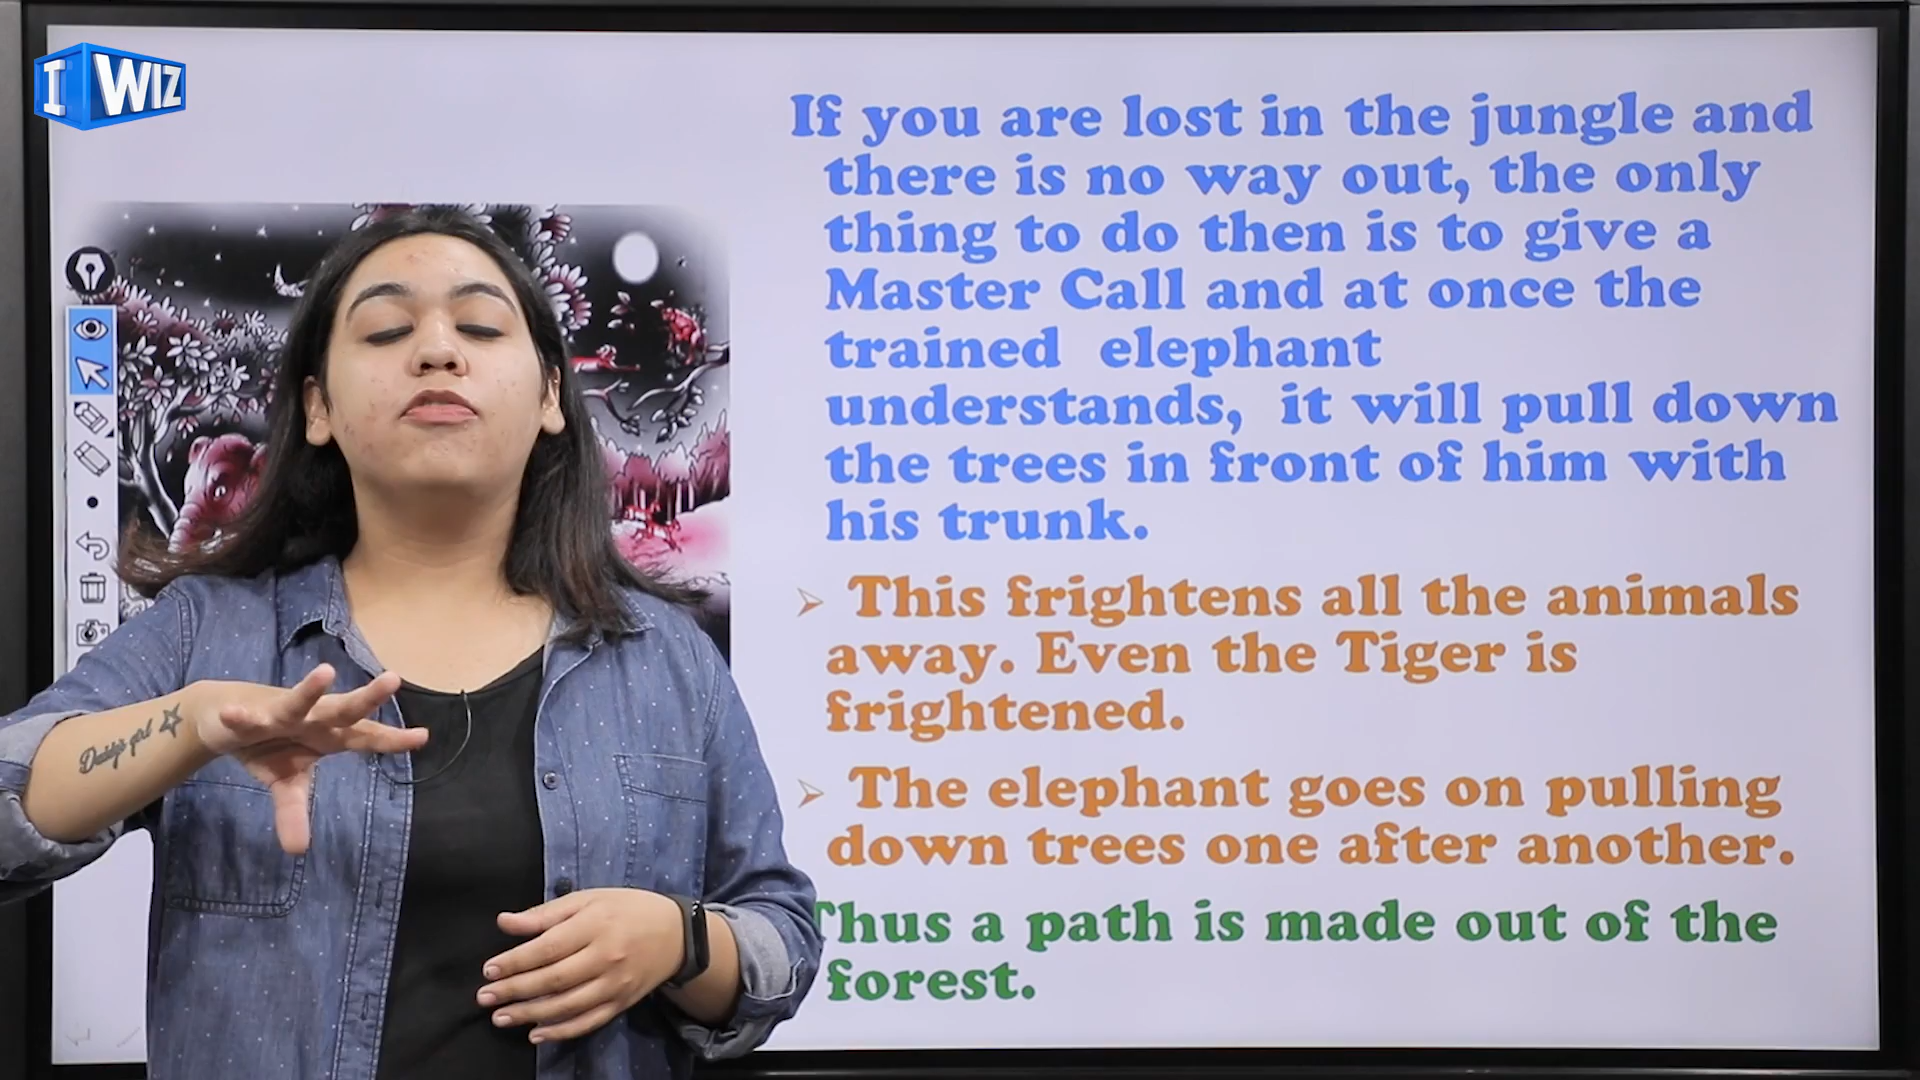 I WIZ
If you are lost in the jungle and
there is no way out, the only
thing to do then is to give a
Master Call and at once the
trained elephant
understands, it will pull down
the trees in front of him with
his trunk.
This frightens all the animals
away. Even the Tiger is
frightened.
The elephant goes on pulling
down trees one after another.
Thus a path is made out of the
forest.
Daddy's girl